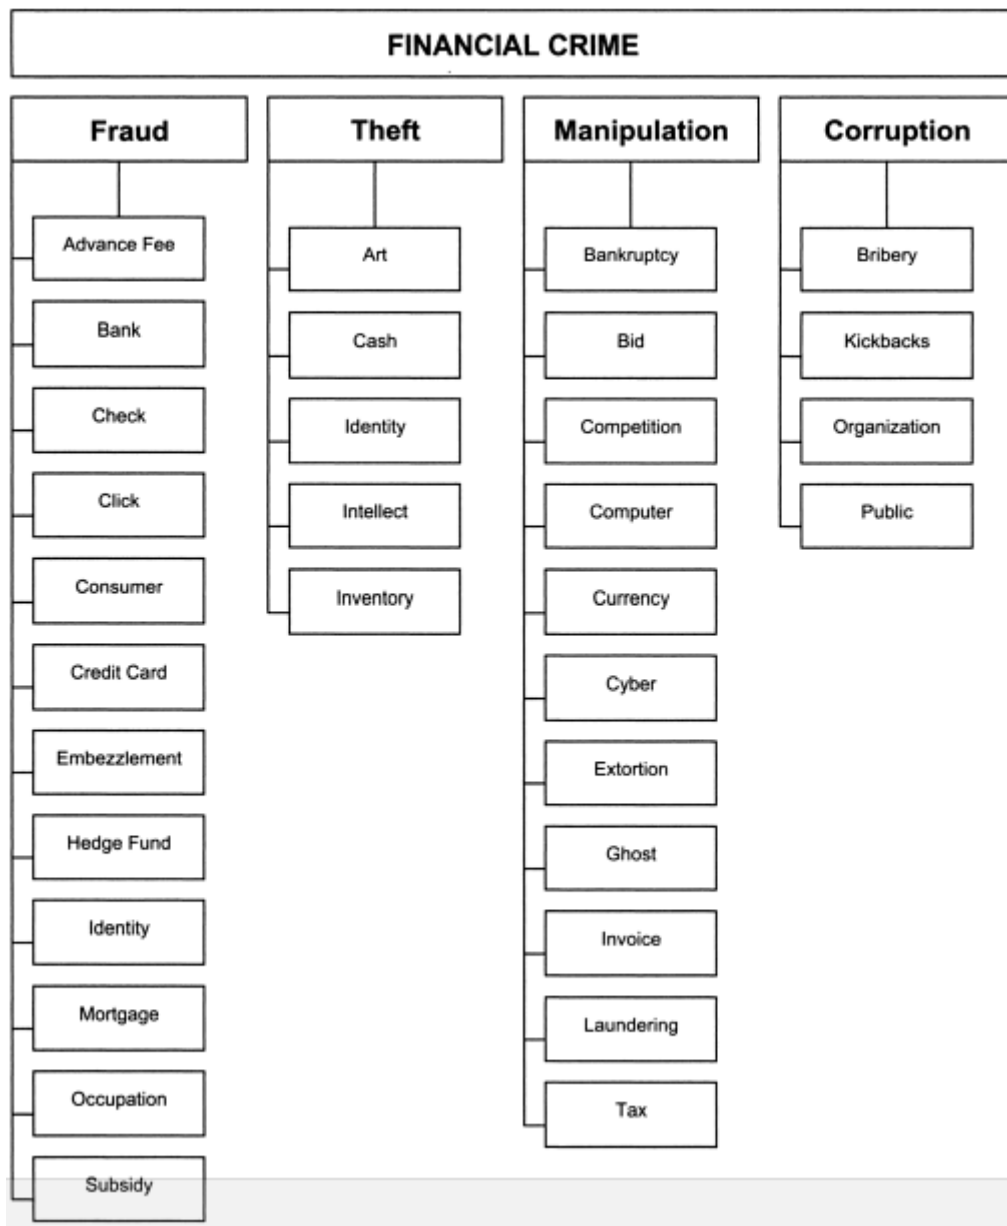 FINANCIAL CRIME
Fraud
Advance Fee
Bank
Check
Click
Consumer
Credit Card
Embezzlement
Hedge Fund
Identity
Mortgage
Occupation
Subsidy
Theft
Art
Cash
Identity
Intellect
Inventory
Manipulation
Bankruptcy
Bid
Competition
Computer
Currency
Cyber
Extortion
Ghost
Invoice
Laundering
Tax
Corruption
Bribery
Kickbacks
Organization
Public